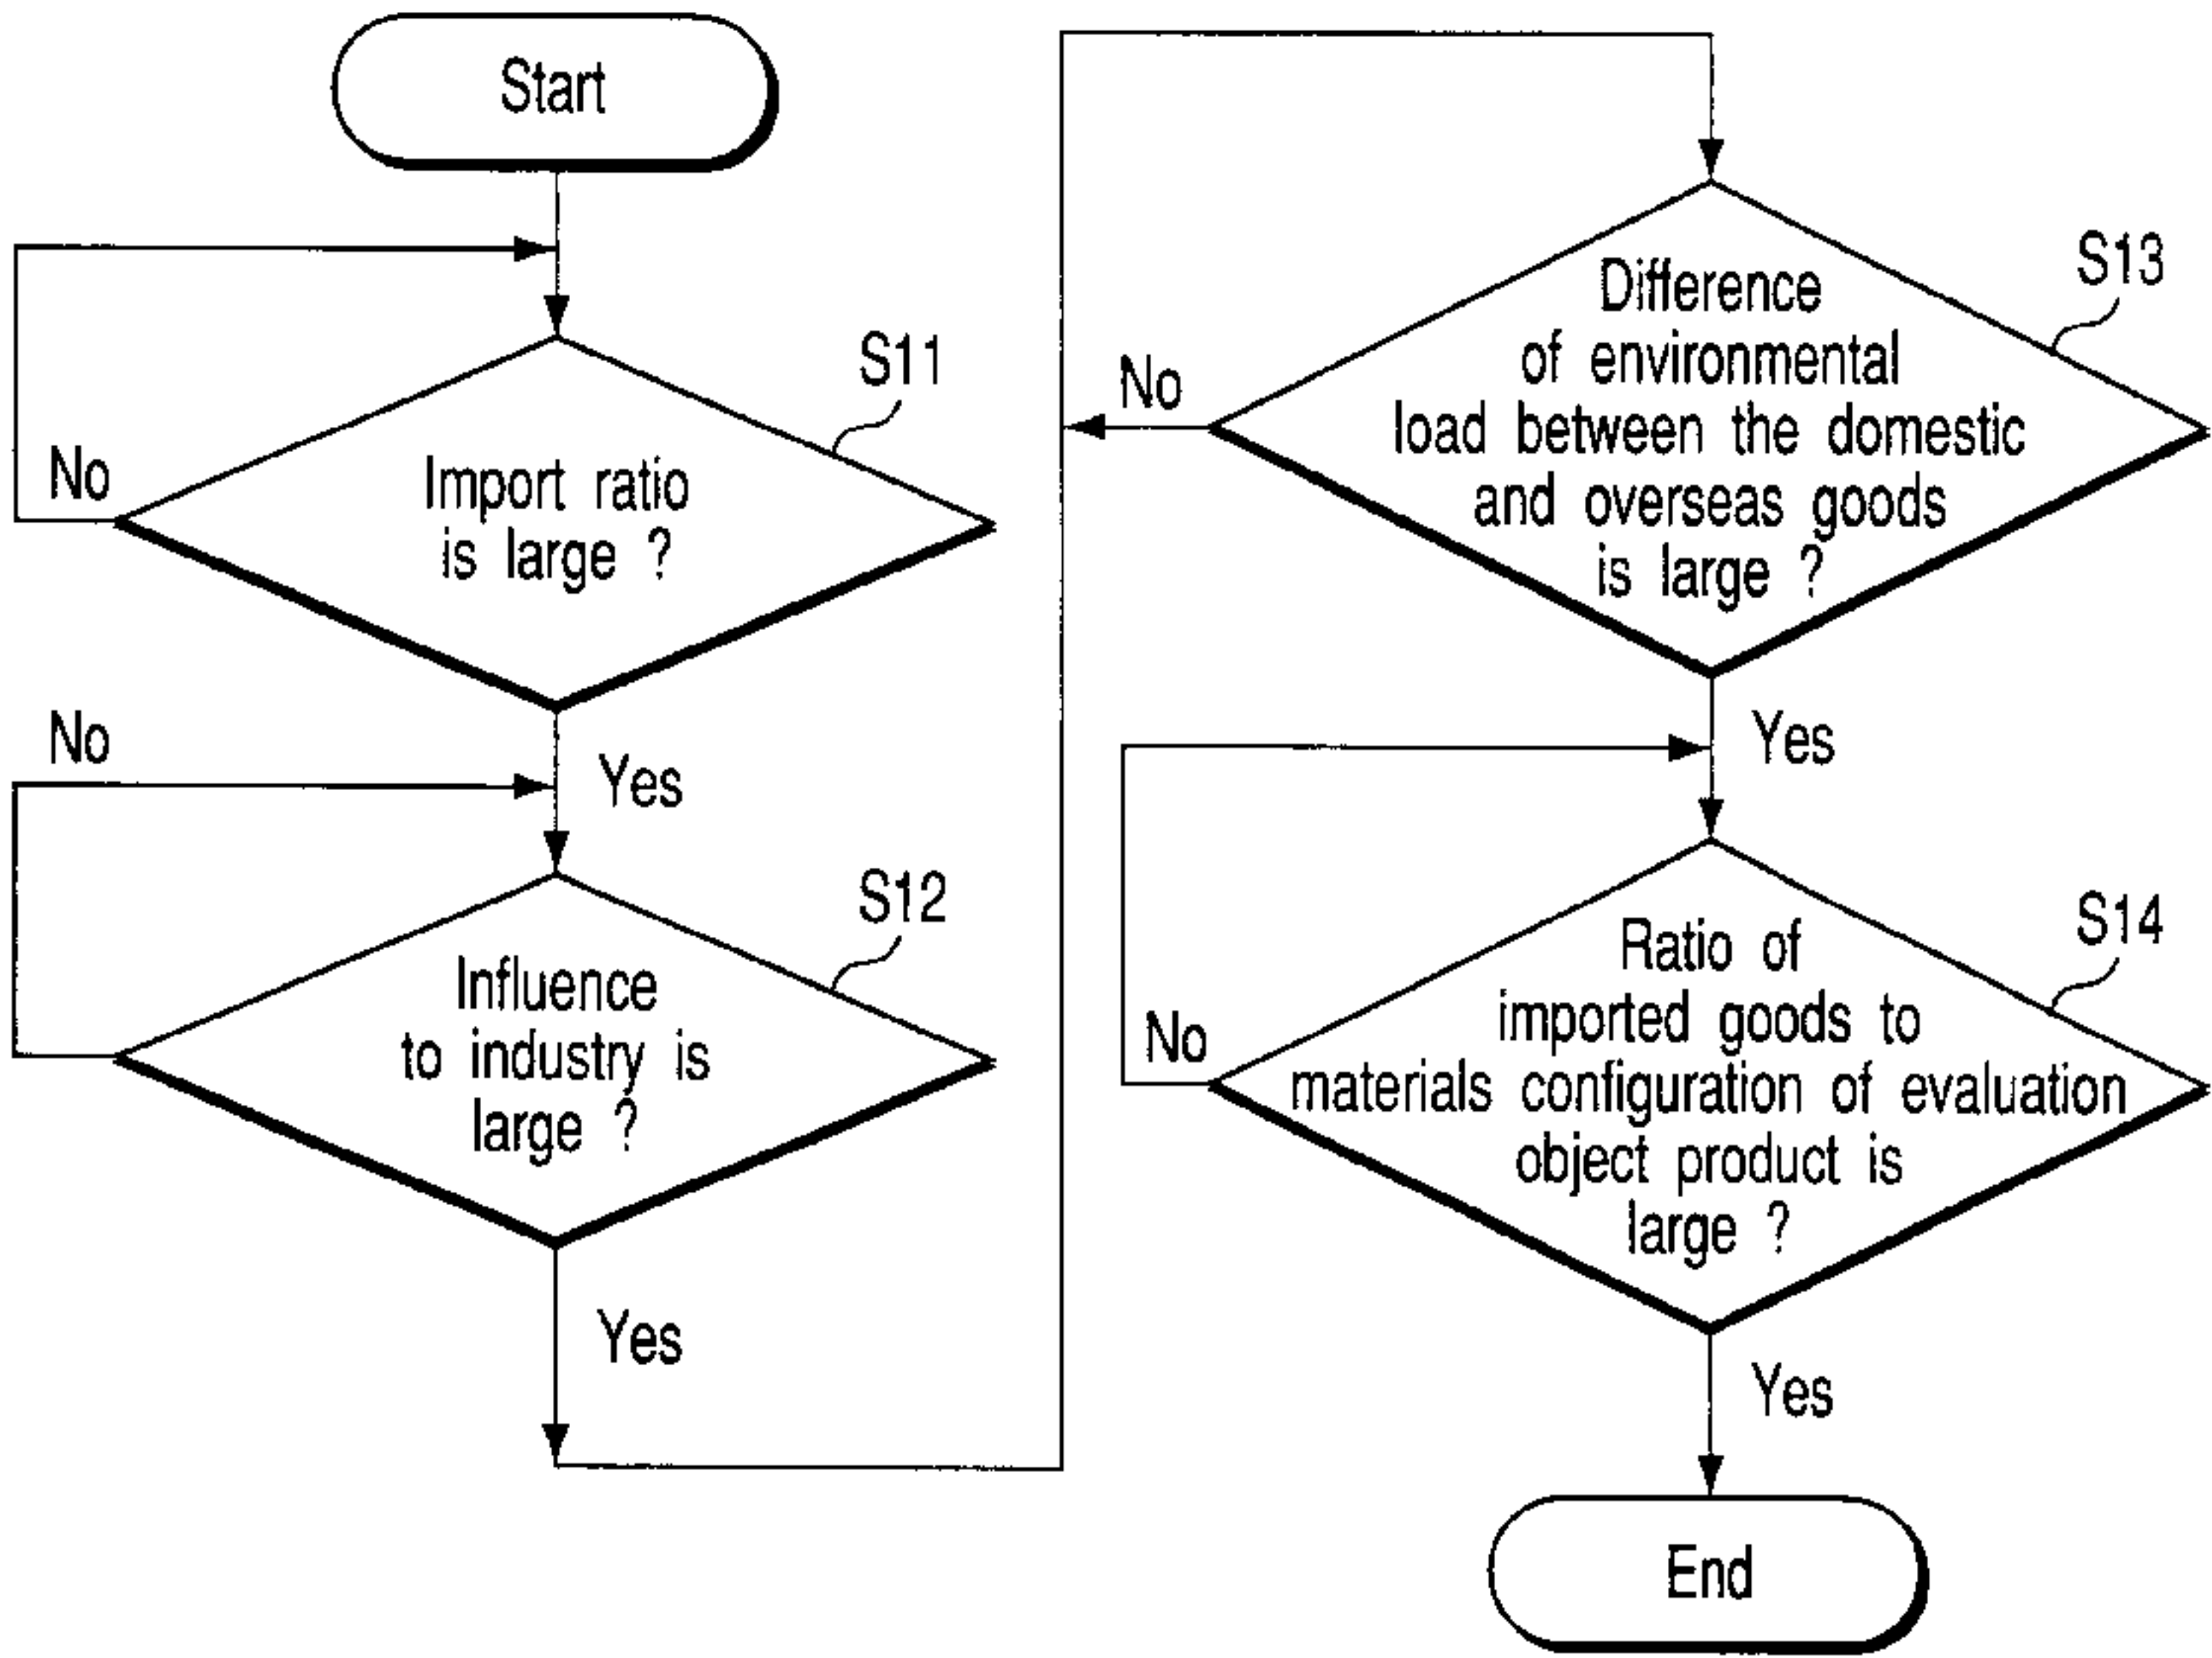 Start
S11
No
Import ratio
is large ?
No
Yes
S12
Influence
to industry is
large ?
Yes
S13
Difference
of environmental
load between the domestic
and overseas goods
is large ?
No
Yes
S14
Ratio of
imported goods to
materials configuration of evaluation
object product is
large ?
No
Yes
End